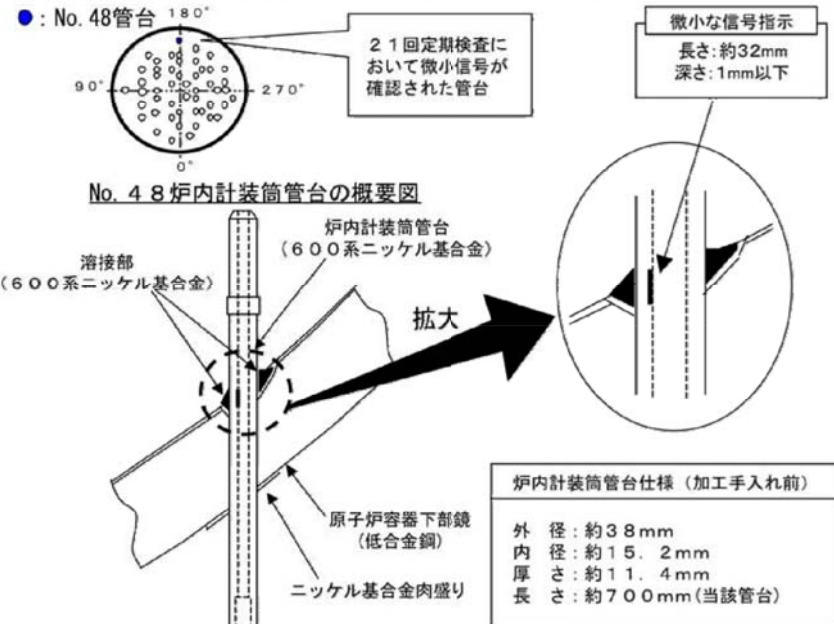 ●：No. 48管台
180°
90°
270°
0°
21回定期検査に
おいて微小信号が
確認された管台
微小な信号指示
長さ：約32mm
深さ：1mm以下
No. 48炉内計装筒管台の概要図
炉内計装筒管台
（600系ニッケル基合金）
溶接部
（600系ニッケル基合金）
拡大
原子炉容器下部鏡
（低合金鋼）
ニッケル基合金肉盛り
炉内計装筒管台仕様（加工手入れ前）
外　径：約38mm
内　径：約15．2mm
厚　さ：約11．4mm
長　さ：約700mm（当該管台）